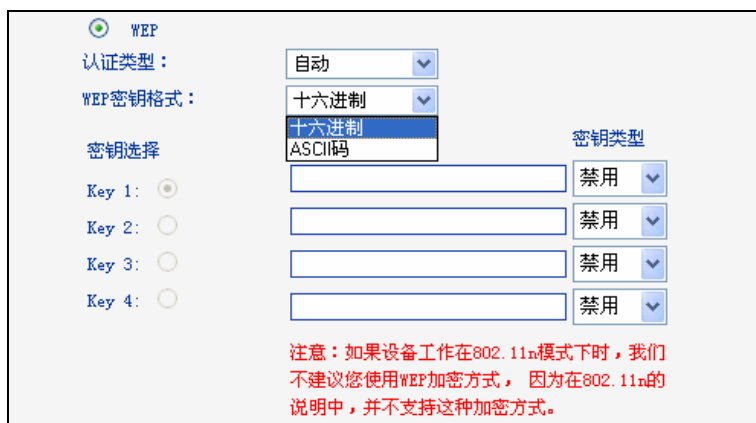 WEP
认证类型： 自动
WEP密钥格式： 十六进制
十六进制
ASCII码
密钥选择 密钥类型
Key 1: 禁用
Key 2: 禁用
Key 3: 禁用
Key 4: 禁用
注意：如果设备工作在802.11n模式下时，我们
不建议您使用WEP加密方式， 因为在802.11n的
说明中，并不支持这种加密方式。